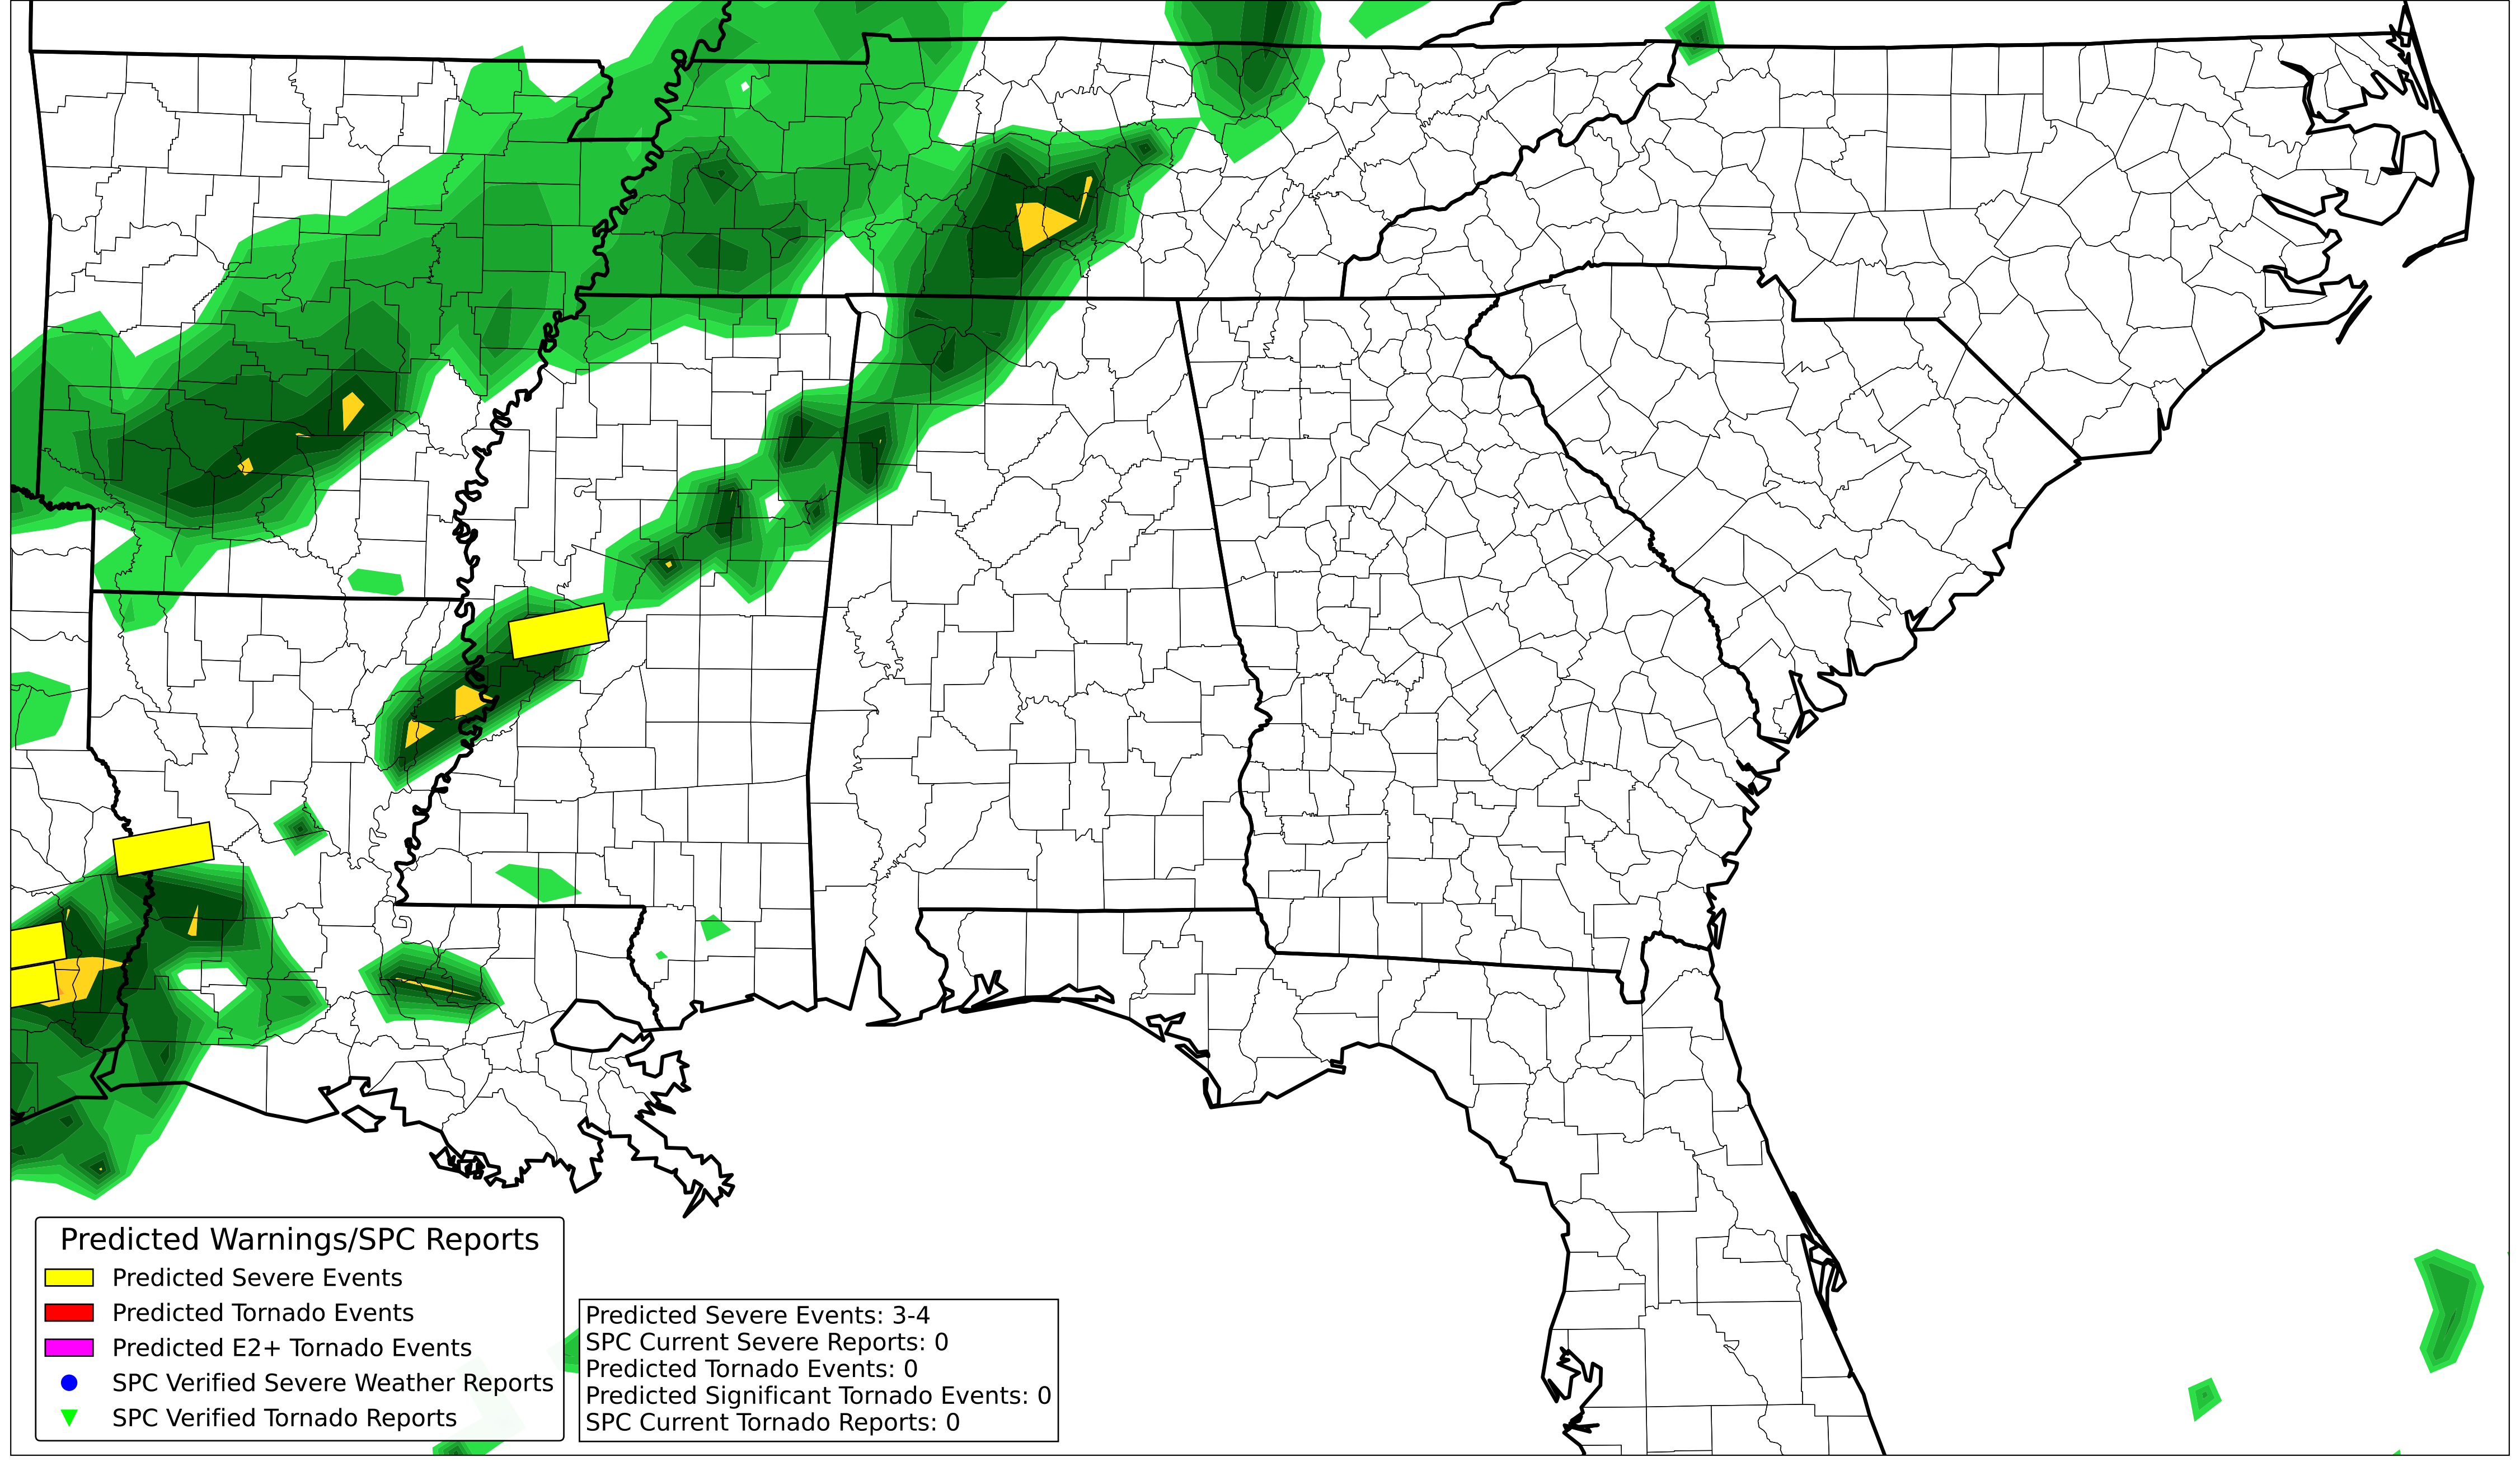 Predicted Warnings/SPC Reports
Predicted Severe Events
Predicted Tornado Events
Predicted E2+ Tornado Events
SPC Verified Severe Weather Reports
SPC Verified Tornado Reports
Predicted Severe Events: 3-4
SPC Current Severe Reports: 0
Predicted Tornado Events: 0
Predicted Significant Tornado Events: 0
SPC Current Tornado Reports: 0